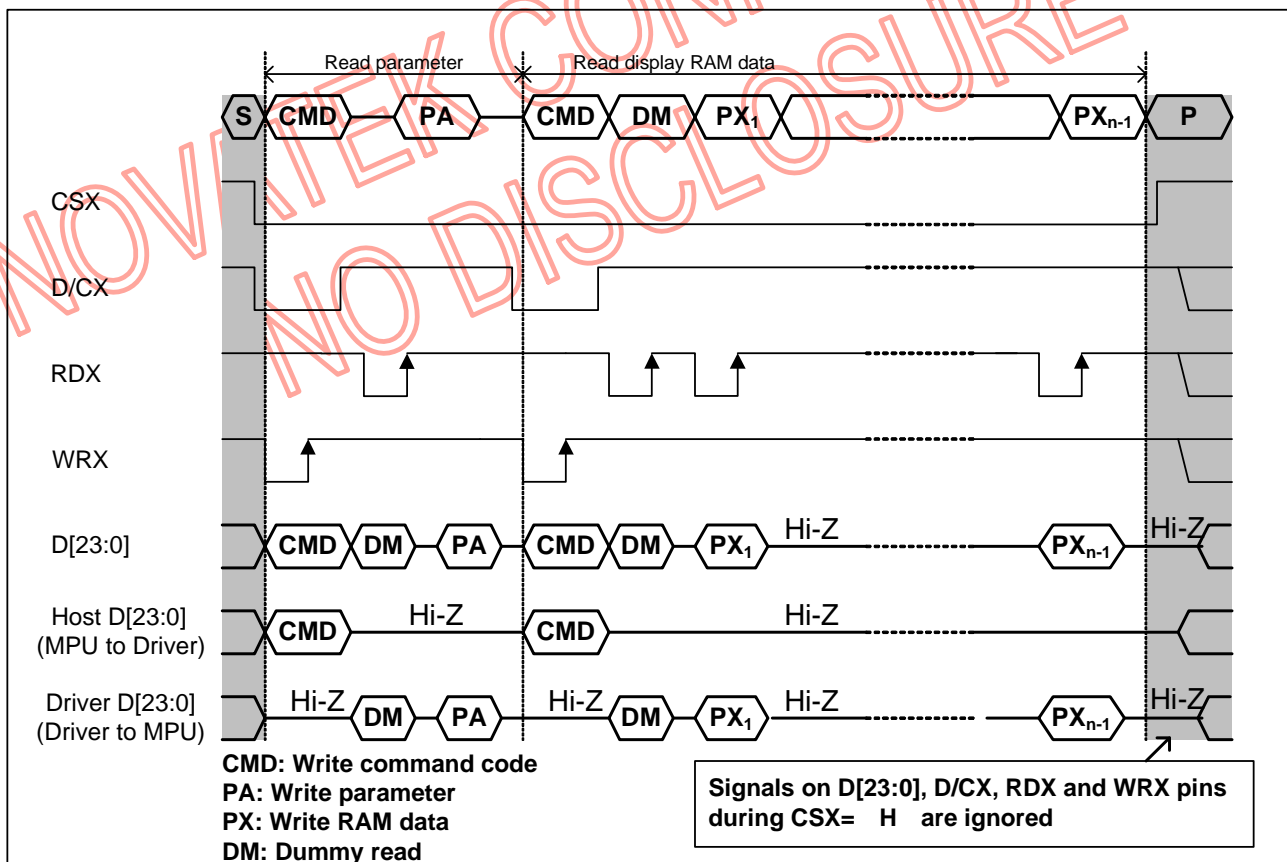 NOVATEK CON
NO DISCLOSURE
Read parameter Read display RAM data
S CMD PA CMD DM PX1 PXn-1 P
CSX
D/CX
RDX
WRX
D[23:0] CMD DM PA CMD DM PX1 Hi-Z PXn-1 Hi-Z
Host D[23:0]
(MPU to Driver) CMD Hi-Z CMD Hi-Z
Driver D[23:0]
(Driver to MPU) Hi-Z DM PA Hi-Z DM PX1 Hi-Z PXn-1 Hi-Z
CMD: Write command code
PA: Write parameter
PX: Write RAM data
DM: Dummy read
Signals on D[23:0], D/CX, RDX and WRX pins
during CSX= H are ignored